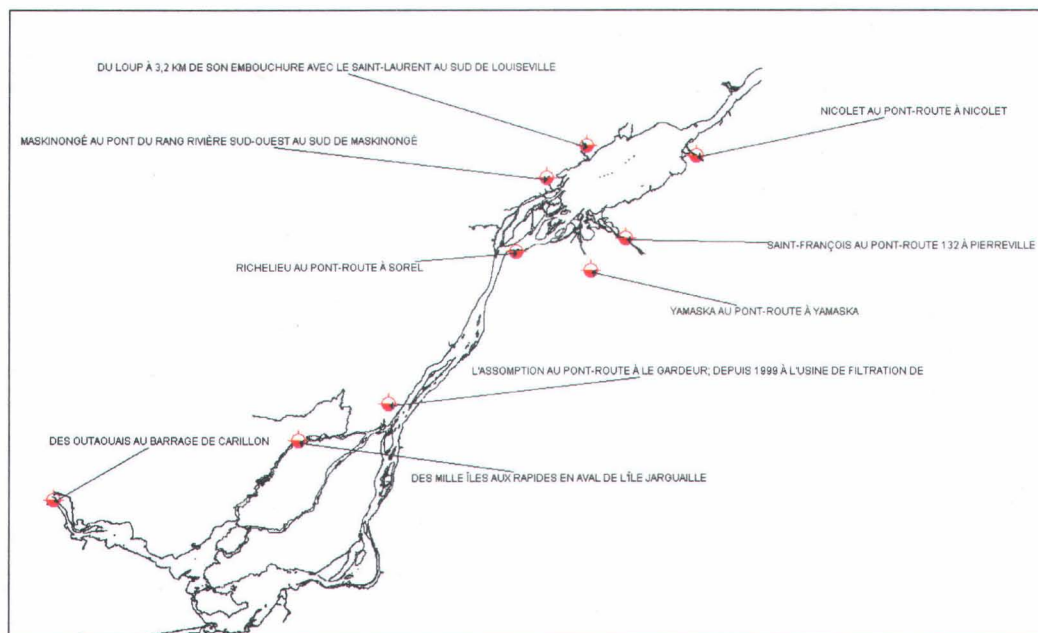 DU LOUP À 3,2 KM DE SON EMBOUCHURE AVEC LE SAINT-LAURENT AU SUD DE LOUISEVILLE
NICOLET AU PONT-ROUTE À NICOLET
MASKINONGÉ AU PONT DU RANG RIVIÈRE SUD-OUEST AU SUD DE MASKINONGÉ
SAINT-FRANÇOIS AU PONT-ROUTE 132 À PIERREVILLE
RICHELIEU AU PONT-ROUTE À SOREL
YAMASKA AU PONT-ROUTE À YAMASKA
L'ASSOMPTION AU PONT-ROUTE À LE GARDEUR; DEPUIS 1999 À L'USINE DE FILTRATION DE
DES OUTAOUAIS AU BARRAGE DE CARILLON
DES MILLE ÎLES AUX RAPIDES EN AVAL DE L'ÎLE JARGUAILLE